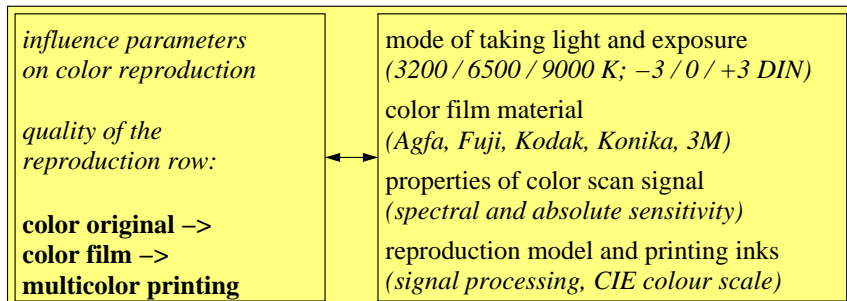 influence parameters
on color reproduction
quality of the
reproduction row:
color original −>
color film −>
multicolor printing
mode of taking light and exposure
(3200 / 6500 / 9000 K; −3 / 0 / +3 DIN)
color film material
(Agfa, Fuji, Kodak, Konika, 3M)
properties of color scan signal
(spectral and absolute sensitivity)
reproduction model and printing inks
(signal processing, CIE colour scale)